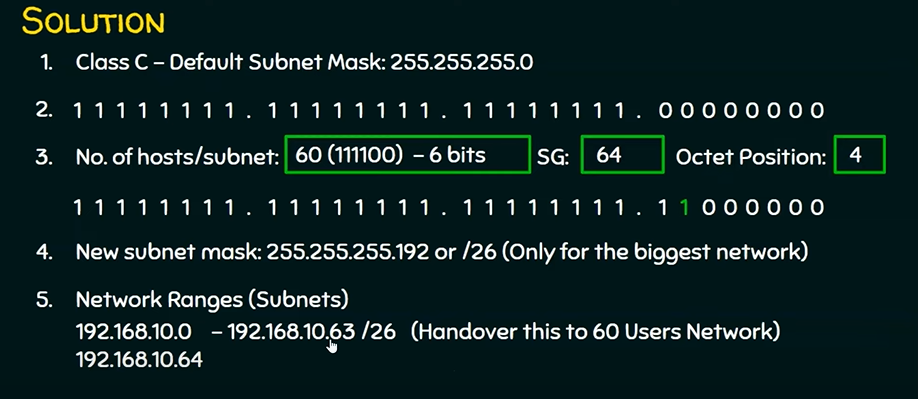 SOLUTION
1. Class C – Default Subnet Mask: 255.255.255.0
2. 1 1 1 1 1 1 1 1 . 1 1 1 1 1 1 1 1 . 1 1 1 1 1 1 1 1 . 0 0 0 0 0 0 0 0
3. No. of hosts/subnet: 60 (111100) – 6 bits SG: 64 Octet Position: 4
1 1 1 1 1 1 1 1 . 1 1 1 1 1 1 1 1 . 1 1 1 1 1 1 1 1 . 1 1 0 0 0 0 0 0
4. New subnet mask: 255.255.255.192 or /26 (Only for the biggest network)
5. Network Ranges (Subnets)
192.168.10.0 – 192.168.10.63 /26 (Handover this to 60 Users Network)
192.168.10.64